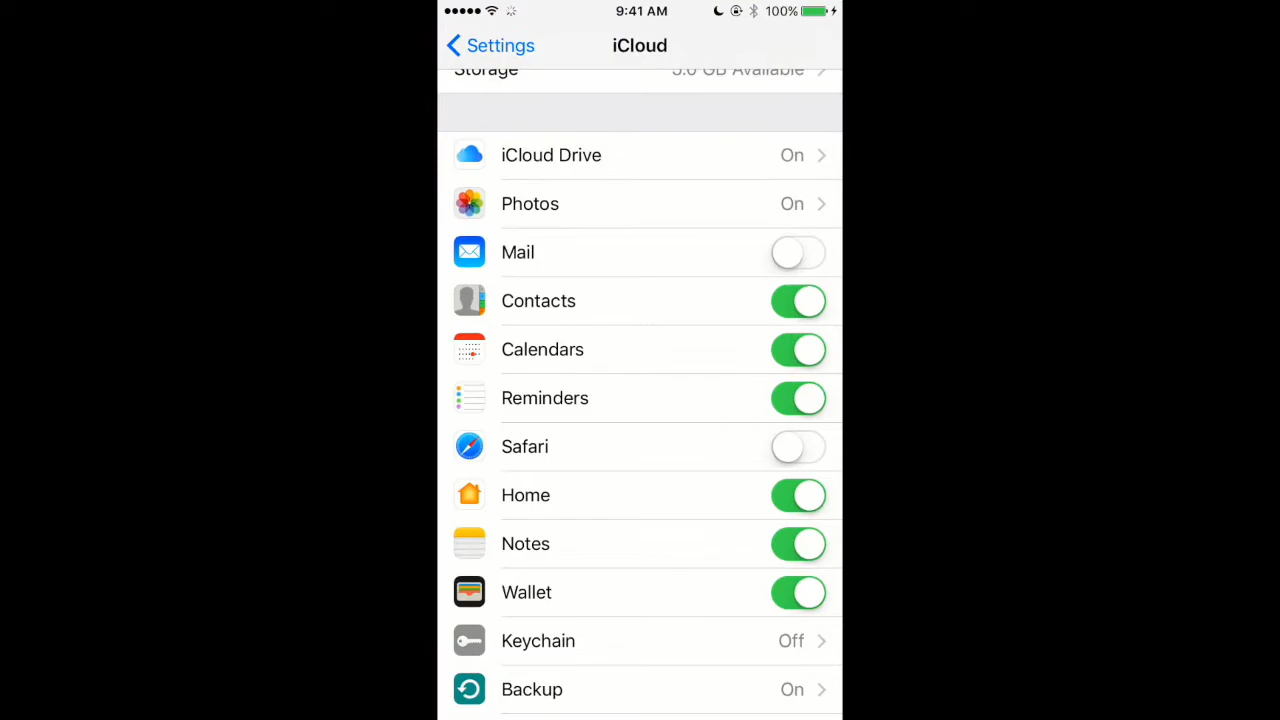 9:41 AM 100%
Settings iCloud
Storage 5.0 GB Available
iCloud Drive On
Photos On
Mail
Contacts
Calendars
Reminders
Safari
Home
Notes
Wallet
Keychain Off
Backup On